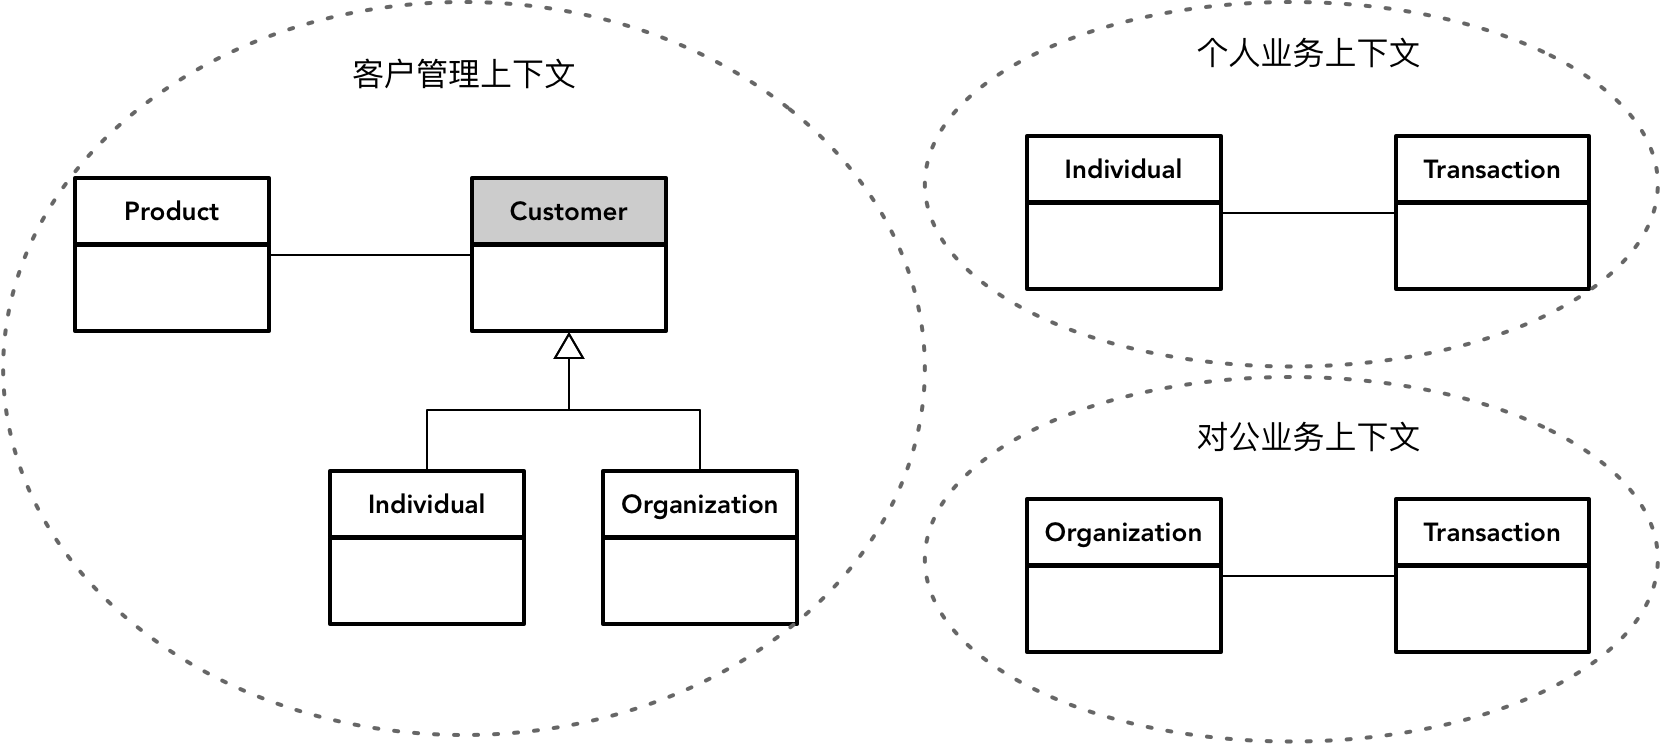 客户管理上下文
Product
Customer
Individual
Organization
个人业务上下文
Individual
Transaction
对公业务上下文
Organization
Transaction